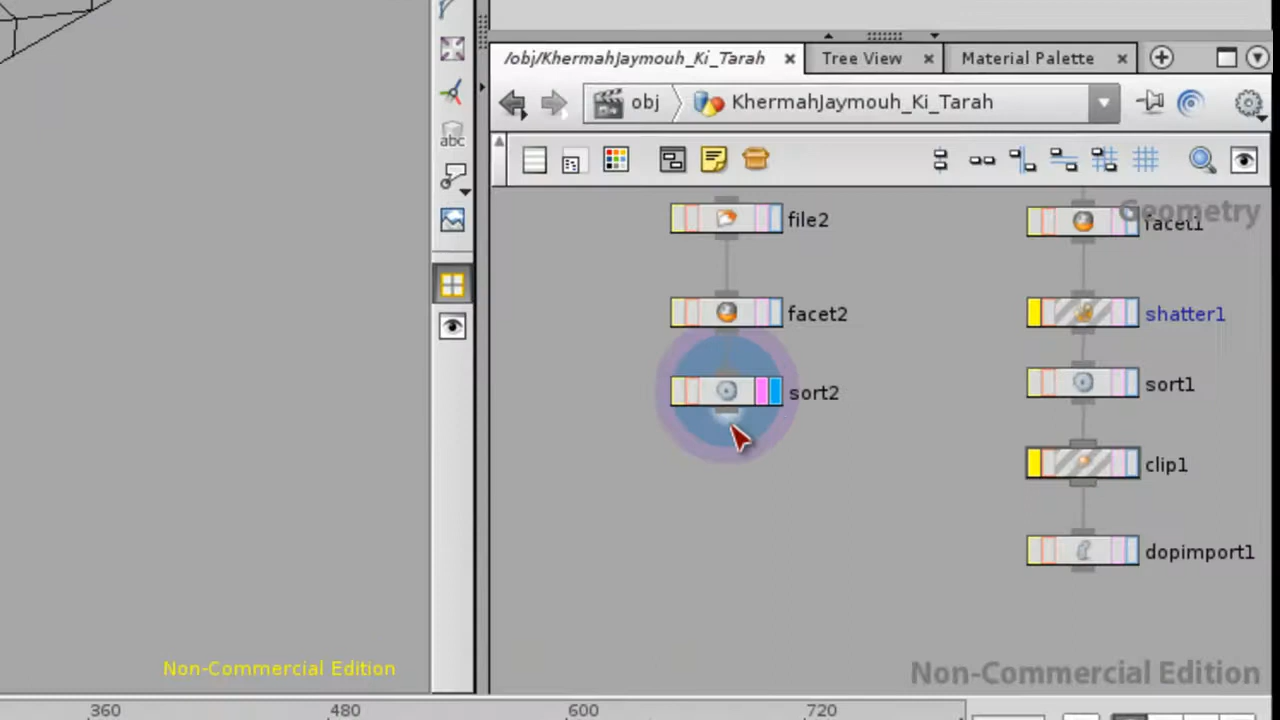 /obj/KhermahJaymouh_Ki_Tarah
Tree View
Material Palette
obj
KhermahJaymouh_Ki_Tarah
abc
Geometry
file2
facet1
facet2
shatter1
sort2
sort1
clip1
dopimport1
Non-Commercial Edition
Non-Commercial Edition
360
480
600
720